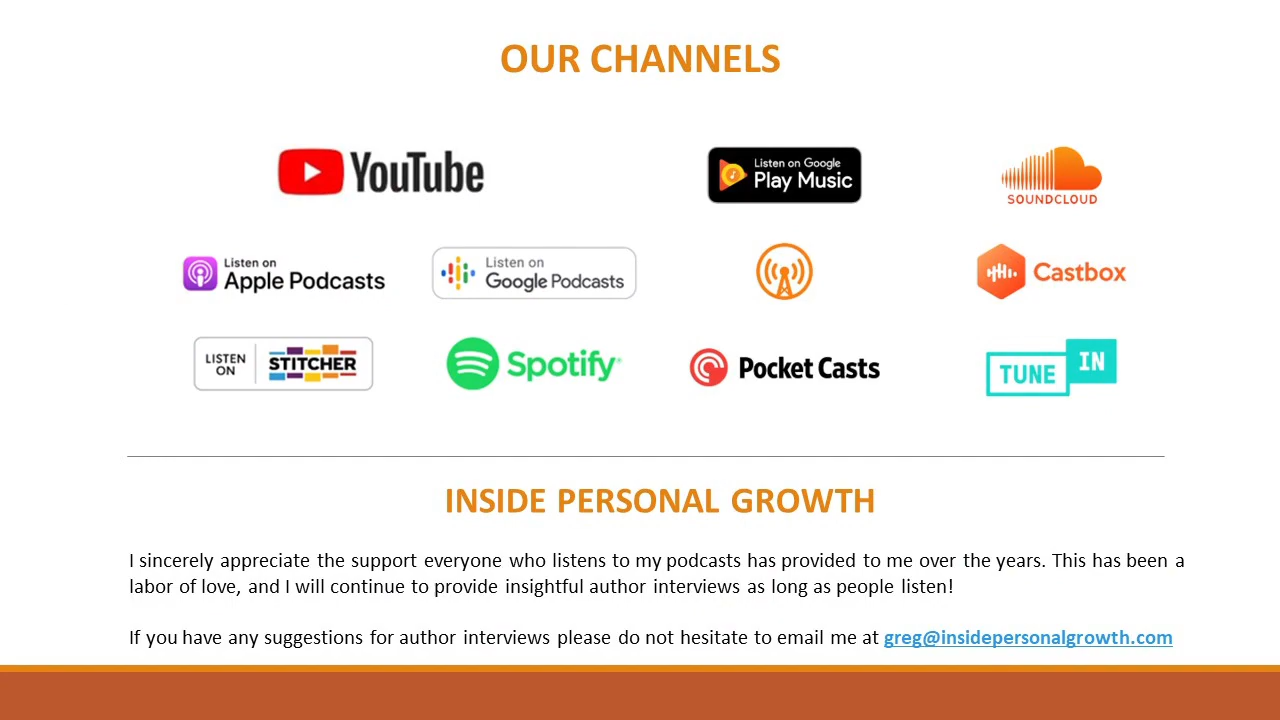 OUR CHANNELS
YouTube
Listen on Google
Play Music
SOUNDCLOUD
Listen on
Apple Podcasts
Listen on
Google Podcasts
Castbox
LISTEN
ON
STITCHER
Spotify
Pocket Casts
TUNE
IN
INSIDE PERSONAL GROWTH
I sincerely appreciate the support everyone who listens to my podcasts has provided to me over the years. This has been a
labor of love, and I will continue to provide insightful author interviews as long as people listen!
If you have any suggestions for author interviews please do not hesitate to email me at greg@insidepersonalgrowth.com